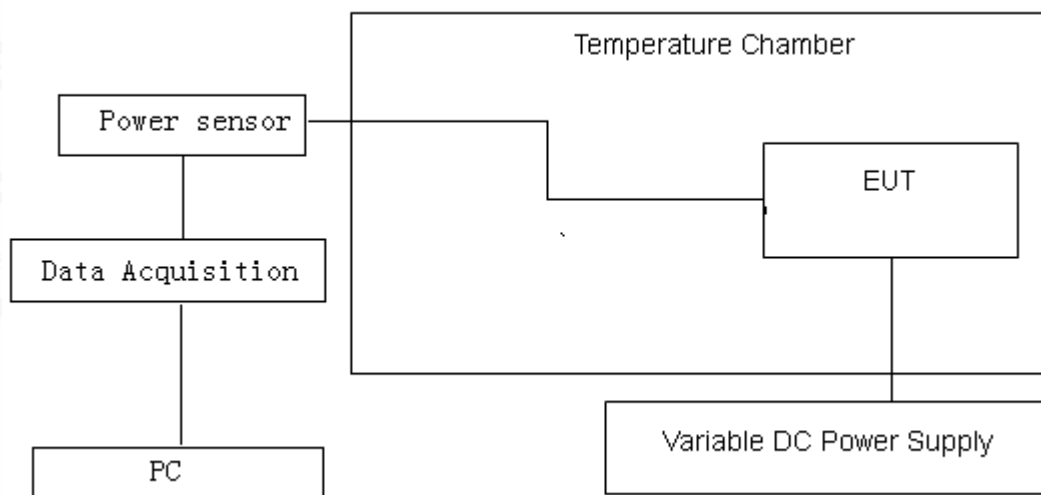 Temperature Chamber
Power sensor
EUT
Data Acquisition
Variable DC Power Supply
PC